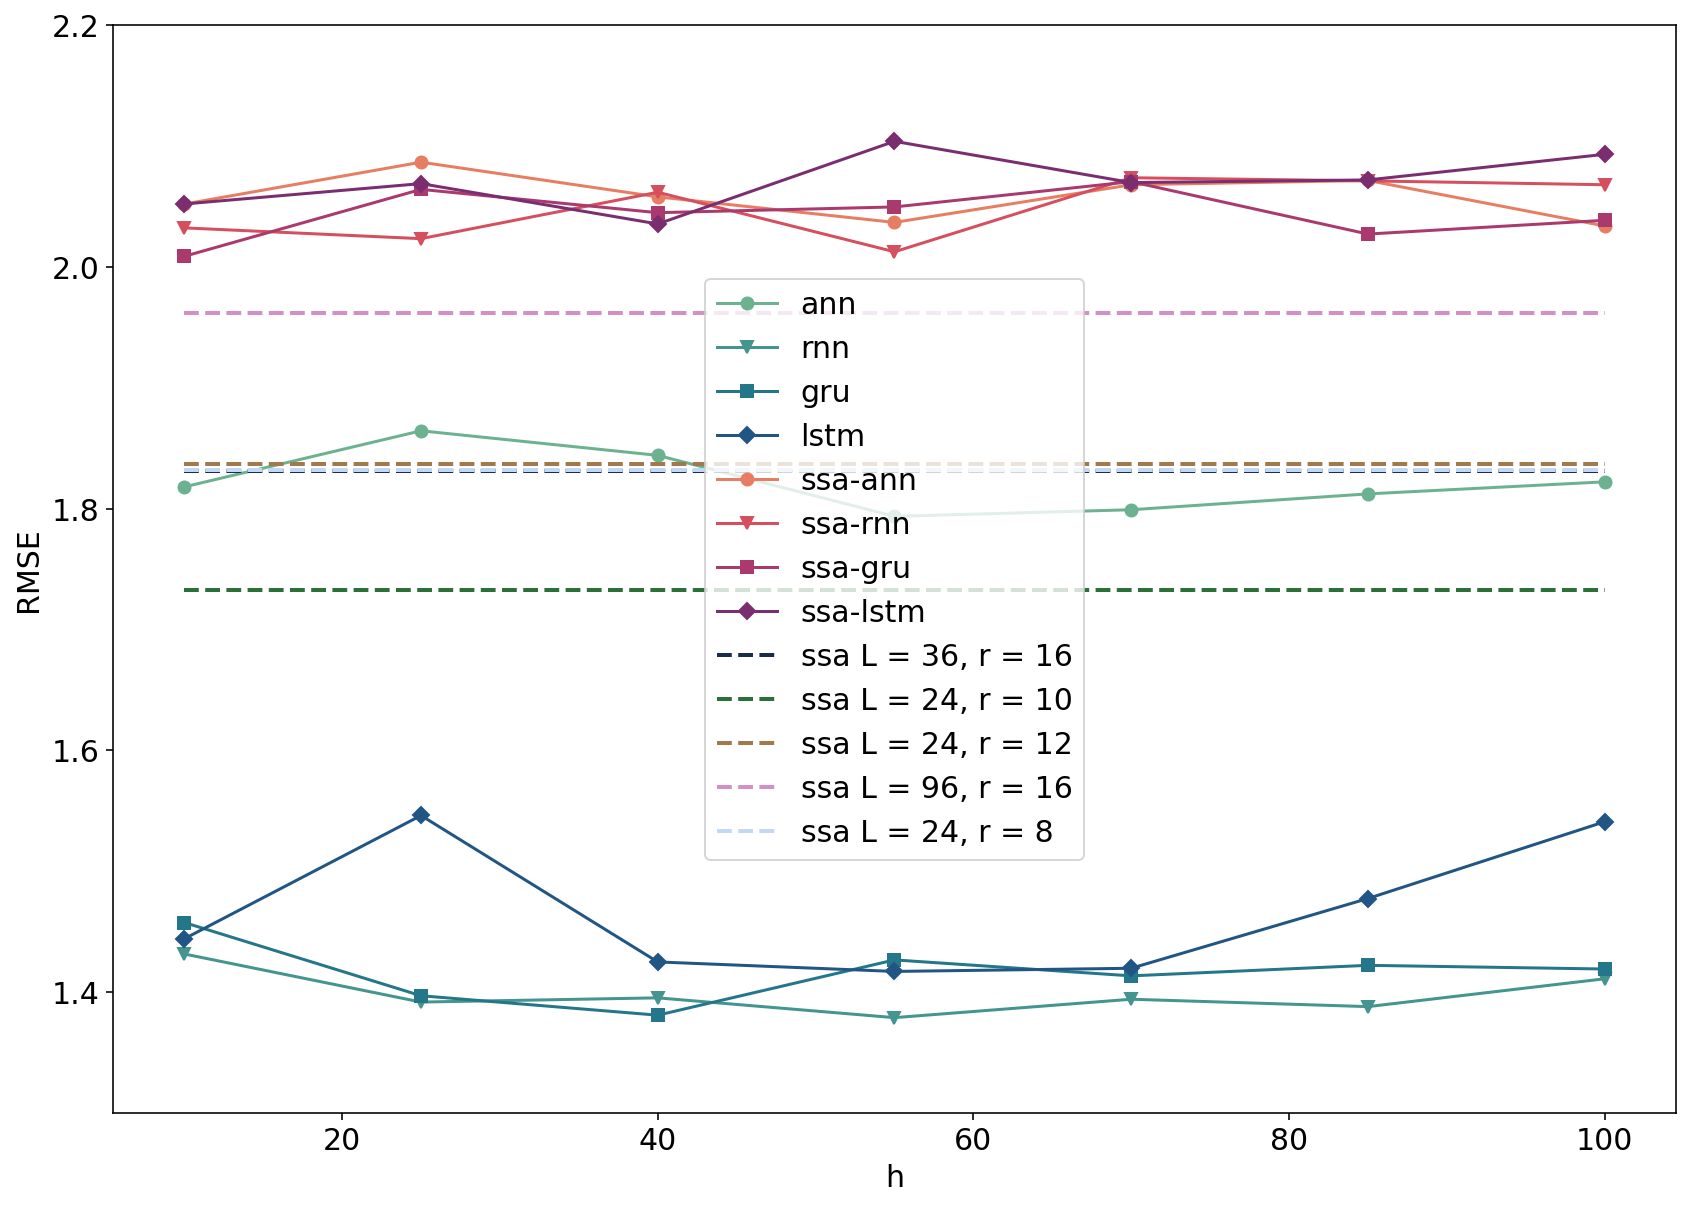 2.2
2.0
1.8
1.6
1.4
RMSE
ann
rnn
gru
lstm
ssa-ann
ssa-rnn
ssa-gru
ssa-lstm
ssa L = 36, r = 16
ssa L = 24, r = 10
ssa L = 24, r = 12
ssa L = 96, r = 16
ssa L = 24, r = 8
20 40 60 80 100
h